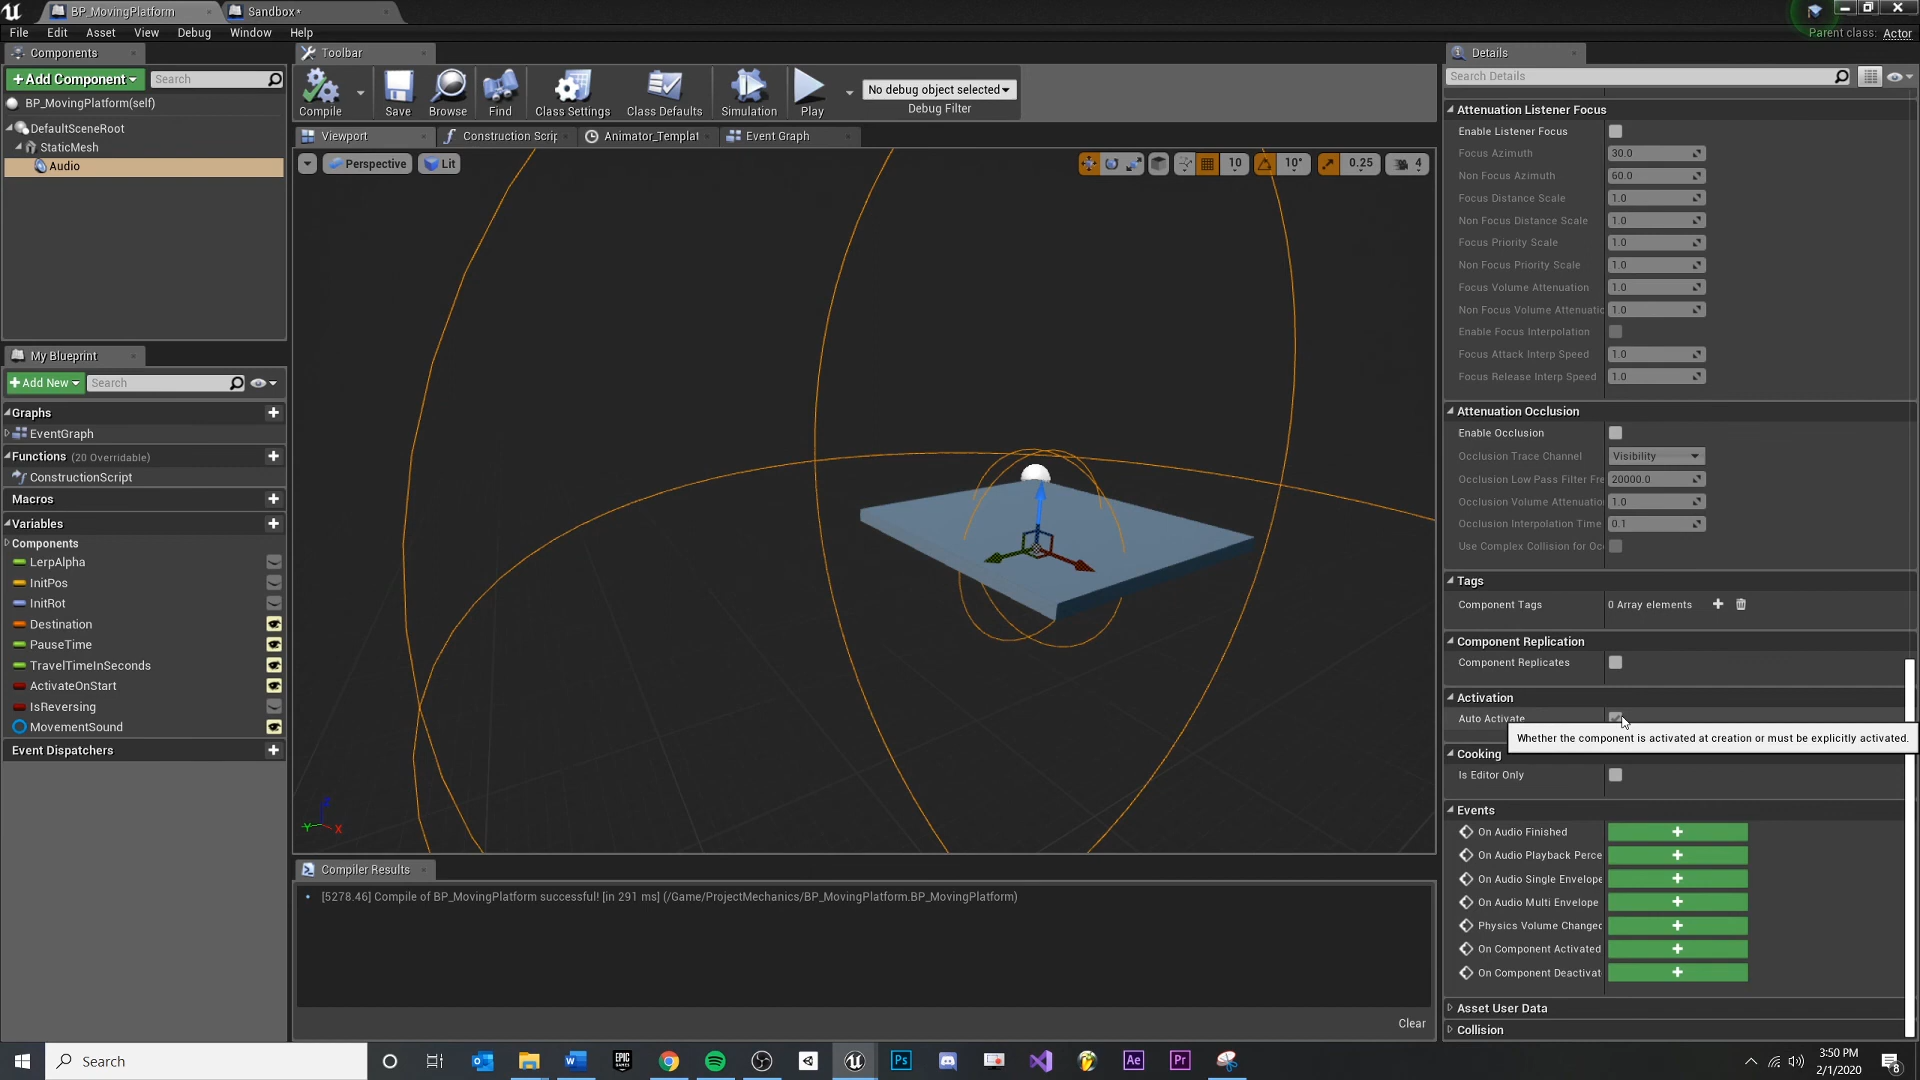 BP_MovingPlatform
Sandbox*
File Edit Asset View Debug Window Help
Parent class: Actor
Components
+Add Component
Search
BP_MovingPlatform(self)
DefaultSceneRoot
StaticMesh
Audio
My Blueprint
+Add New
Search
Graphs
EventGraph
Functions (20 Overridable)
ConstructionScript
Macros
Variables
Components
LerpAlpha
InitPos
InitRot
Destination
PauseTime
TravelTimeInSeconds
ActivateOnStart
IsReversing
MovementSound
Event Dispatchers
Toolbar
Compile
Save
Browse
Find
Class Settings
Class Defaults
Simulation
Play
No debug object selected
Debug Filter
Viewport
Construction Scrip
Animator_Templat
Event Graph
Perspective
Lit
10
10°
0.25
4
Z
Y
X
Compiler Results
[5278.46] Compile of BP_MovingPlatform successful! [in 291 ms] (/Game/ProjectMechanics/BP_MovingPlatform.BP_MovingPlatform)
Clear
Details
Search Details
Attenuation Listener Focus
Enable Listener Focus
Focus Azimuth 30.0
Non Focus Azimuth 60.0
Focus Distance Scale 1.0
Non Focus Distance Scale 1.0
Focus Priority Scale 1.0
Non Focus Priority Scale 1.0
Focus Volume Attenuation 1.0
Non Focus Volume Attenuatio 1.0
Enable Focus Interpolation
Focus Attack Interp Speed 1.0
Focus Release Interp Speed 1.0
Attenuation Occlusion
Enable Occlusion
Occlusion Trace Channel Visibility
Occlusion Low Pass Filter Fre 20000.0
Occlusion Volume Attenuatio 1.0
Occlusion Interpolation Time 0.1
Use Complex Collision for Oc
Tags
Component Tags 0 Array elements
Component Replication
Component Replicates
Activation
Auto Activate
Whether the component is activated at creation or must be explicitly activated.
Cooking
Is Editor Only
Events
On Audio Finished
On Audio Playback Perce
On Audio Single Envelope
On Audio Multi Envelope
Physics Volume Changed
On Component Activated
On Component Deactivat
Asset User Data
Collision
Search
EPIC GAMES
Ps
Ae
Pr
3:50 PM
2/1/2020
8